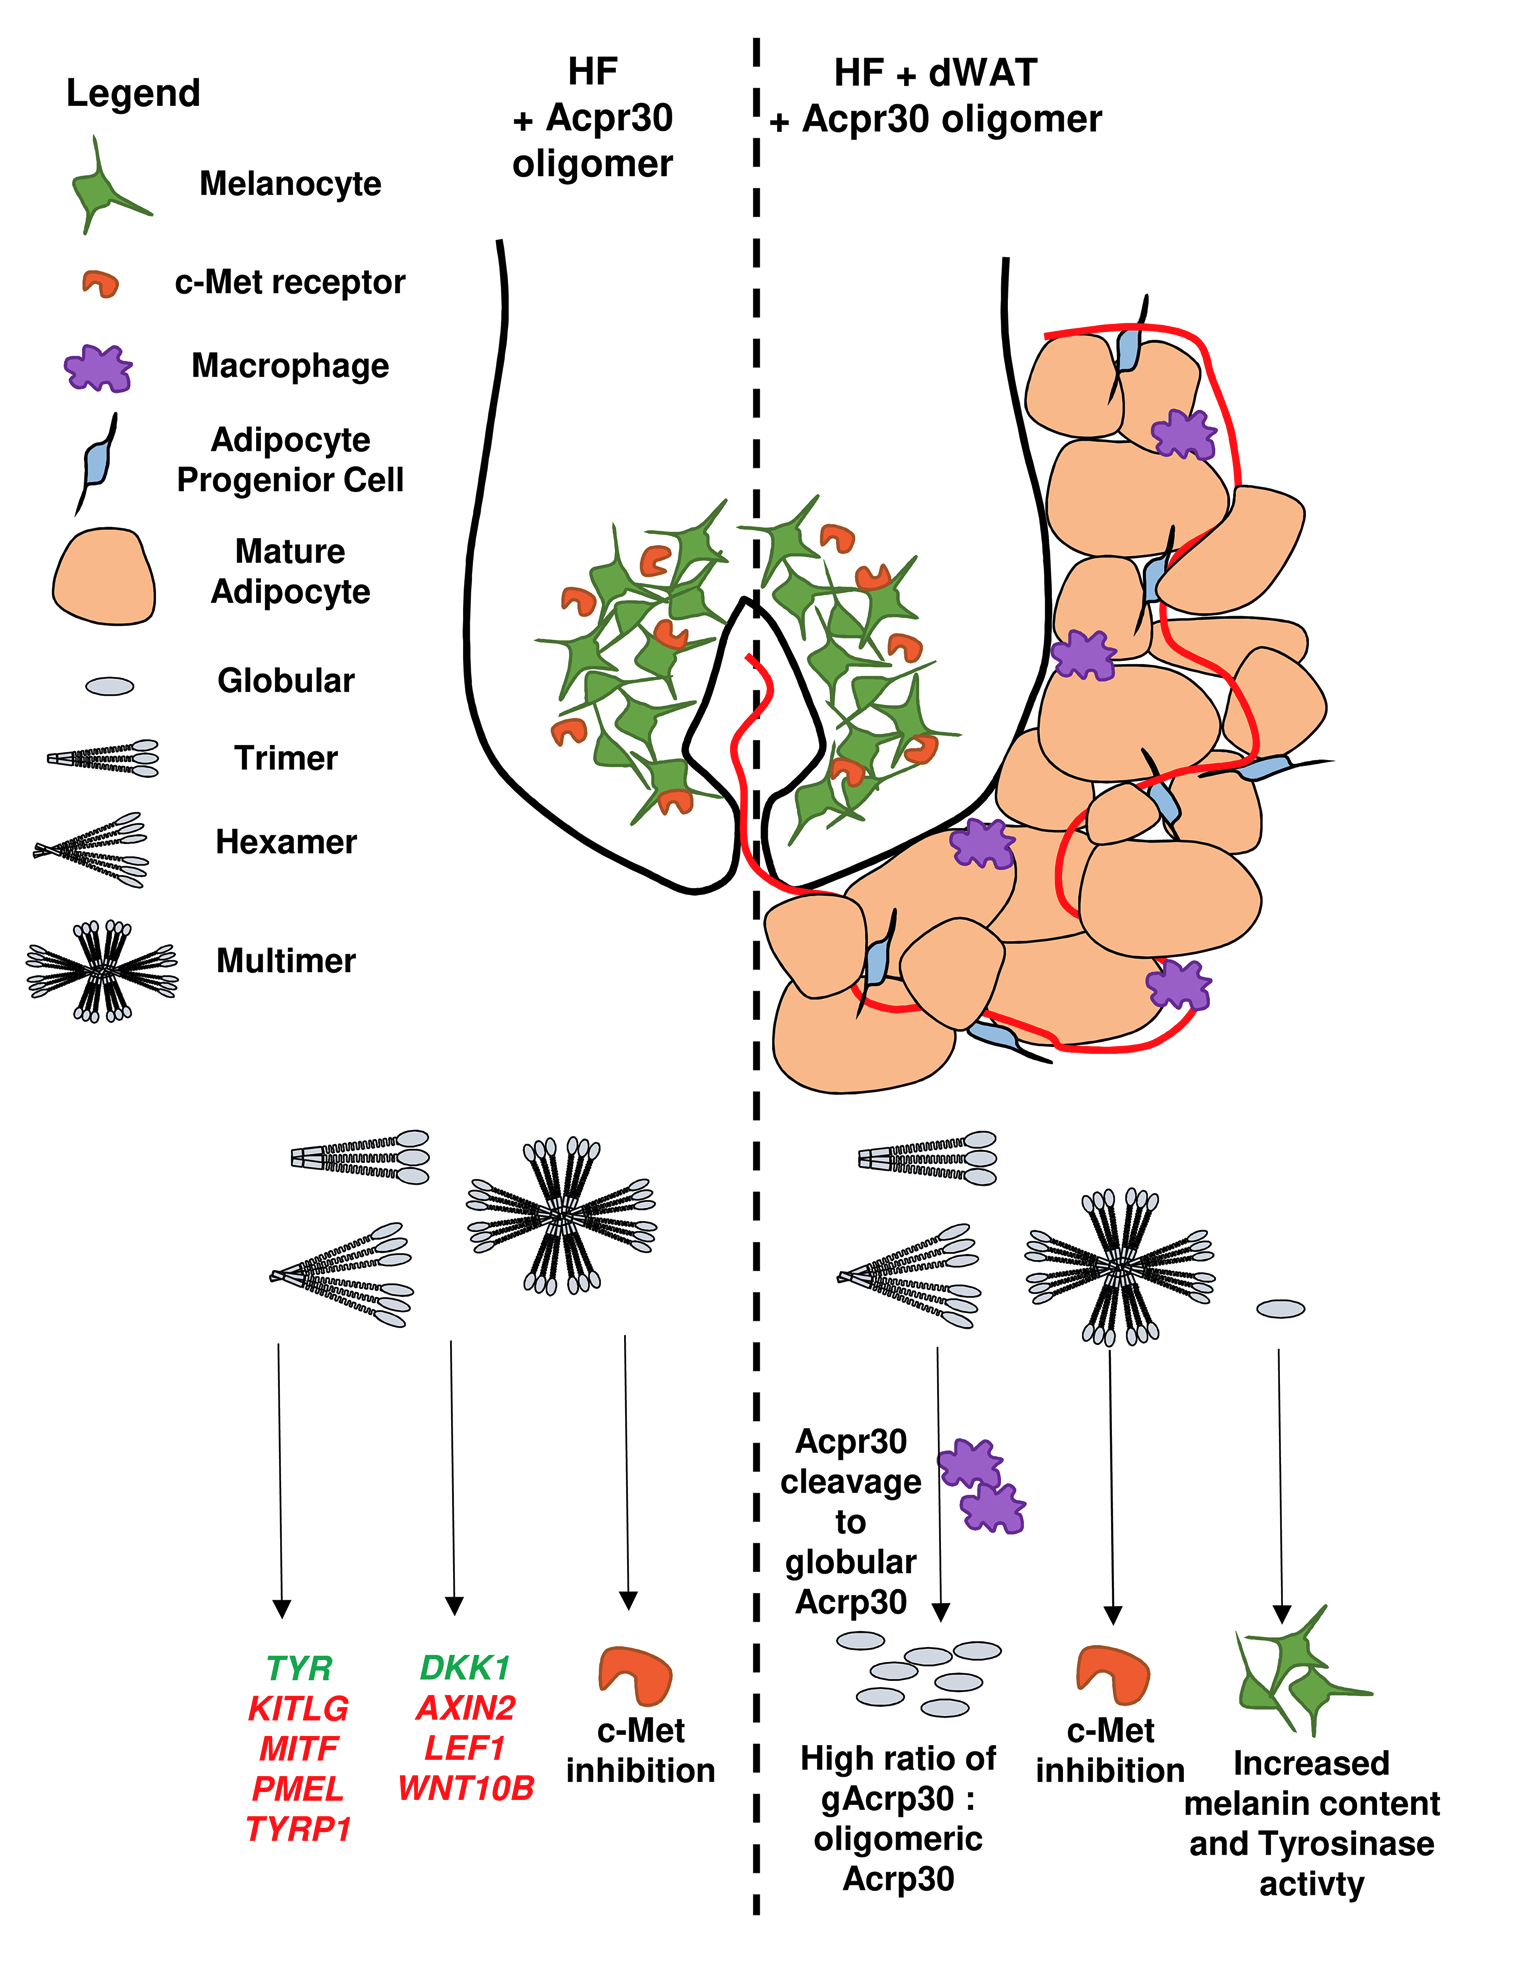 Legend
Melanocyte
c-Met receptor
Macrophage
Adipocyte
Progenior Cell
Mature
Adipocyte
Globular
Trimer
Hexamer
Multimer
HF
+ Acpr30
oligomer
HF + dWAT
+ Acpr30 oligomer
TYR
KITLG
MITF
PMEL
TYRP1
DKK1
AXIN2
LEF1
WNT10B
c-Met
inhibition
Acpr30
cleavage
to
globular
Acrp30
High ratio of
gAcrp30 :
oligomeric
Acrp30
c-Met
inhibition
Increased
melanin content
and Tyrosinase
activty